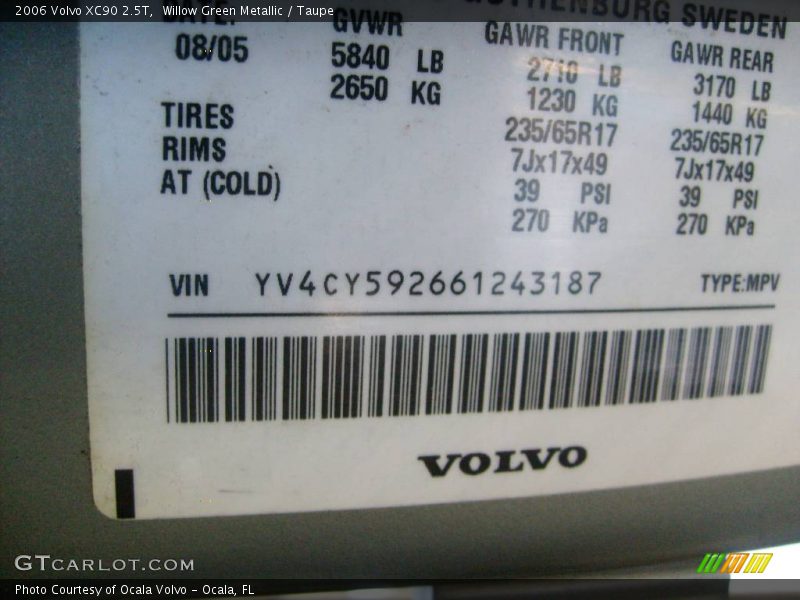 2006 Volvo XC90 2.5T, Willow Green Metallic / Taupe
GOTHENBURG SWEDEN
DATE: GVWR GAWR FRONT GAWR REAR
08/05 5840 LB 2710 LB 3170 LB
2650 KG 1230 KG 1440 KG
TIRES 235/65R17 235/65R17
RIMS 7Jx17x49 7Jx17x49
AT (COLD) 39 PSI 39 PSI
270 KPa 270 KPa
VIN YV4CY592661243187 TYPE:MPV
VOLVO
GTCARLOT.COM
Photo Courtesy of Ocala Volvo - Ocala, FL